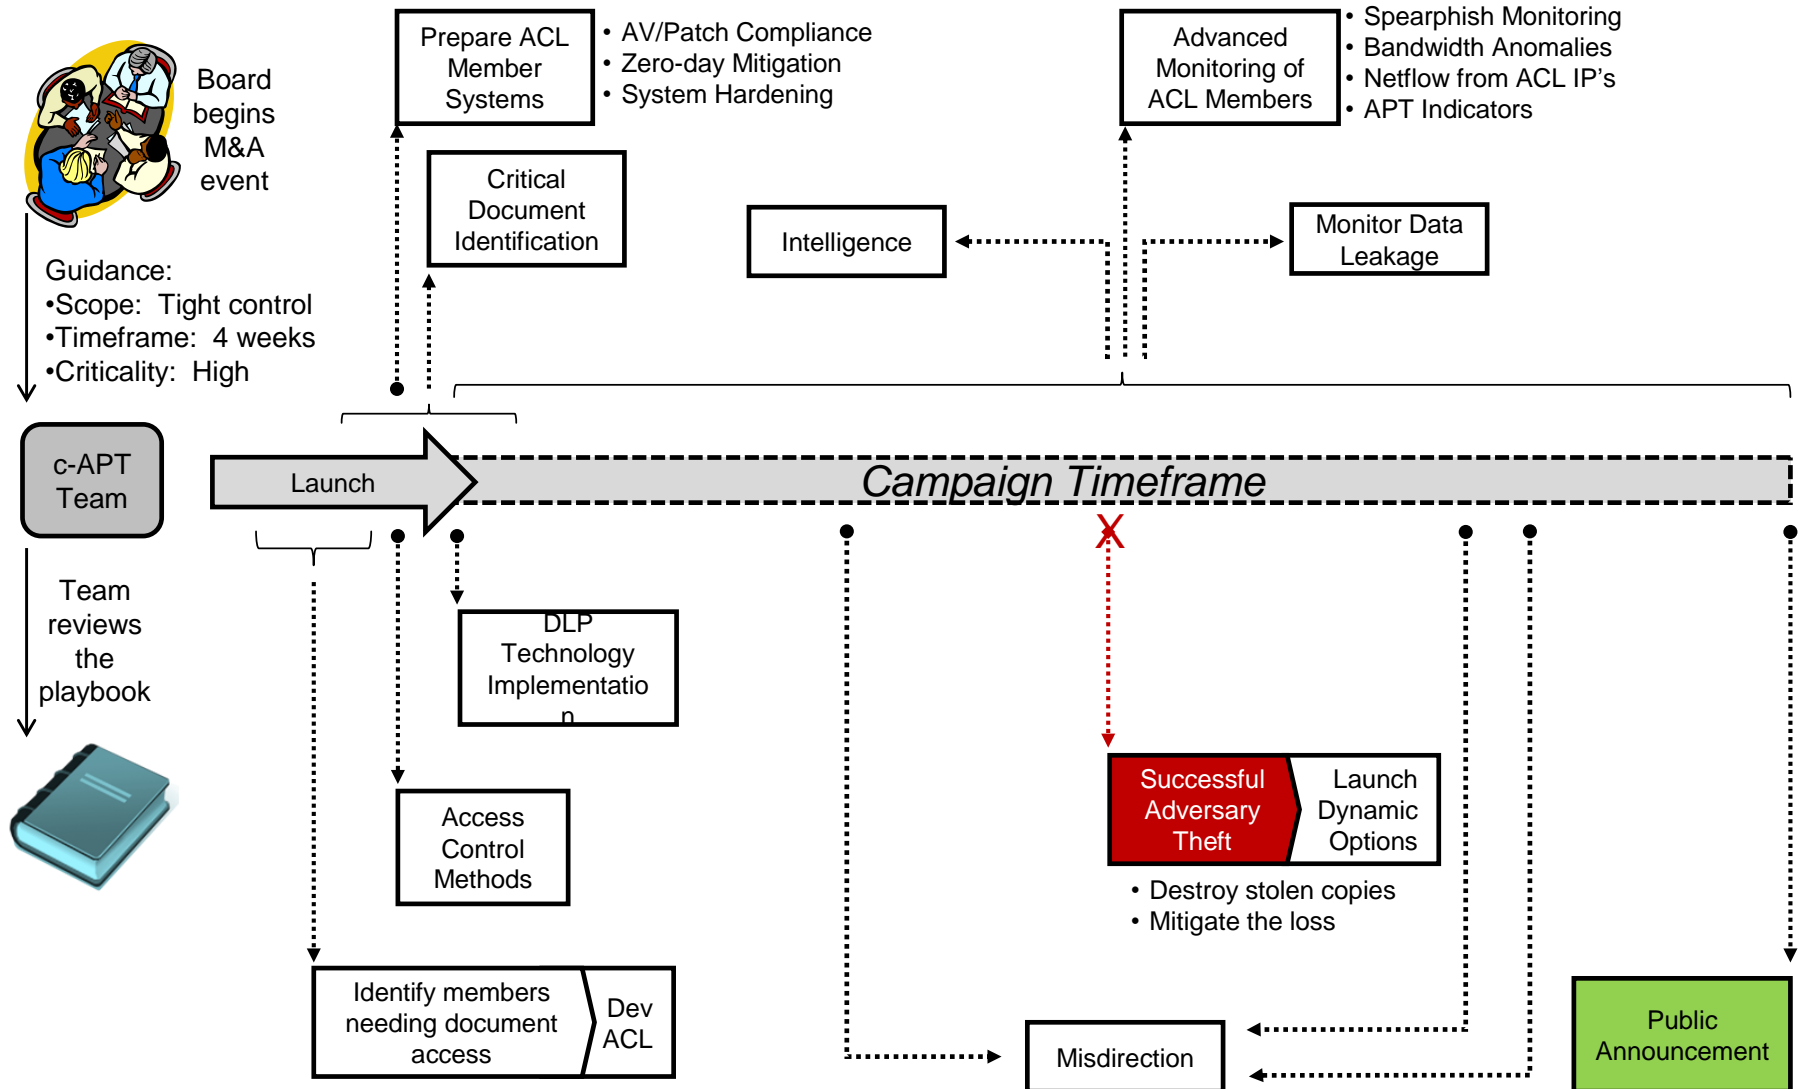 Board
begins
M&A
event
Guidance:
•Scope: Tight control
•Timeframe: 4 weeks
•Criticality: High
c-APT
Team
Team
reviews
the
playbook
Prepare ACL
Member
Systems
• AV/Patch Compliance
• Zero-day Mitigation
• System Hardening
Critical
Document
Identification
Intelligence
Advanced
Monitoring of
ACL Members
• Spearphish Monitoring
• Bandwidth Anomalies
• Netflow from ACL IP's
• APT Indicators
Monitor Data
Leakage
Launch
Campaign Timeframe
X
DLP
Technology
Implementatio
n
Access
Control
Methods
Identify members
needing document
access
Dev
ACL
Successful
Adversary
Theft
Launch
Dynamic
Options
• Destroy stolen copies
• Mitigate the loss
Misdirection
Public
Announcement